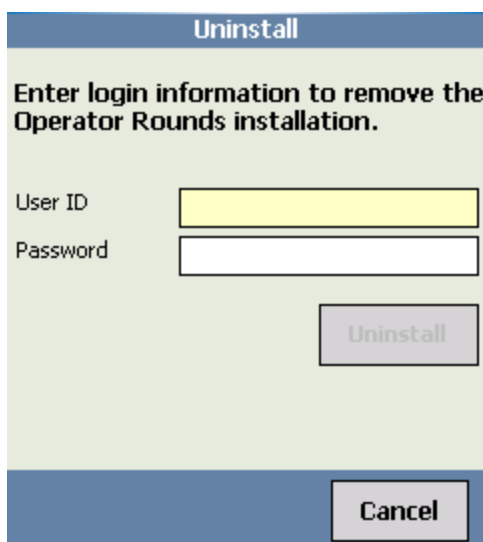 Uninstall
Enter login information to remove the
Operator Rounds installation.
User ID
Password
Uninstall
Cancel